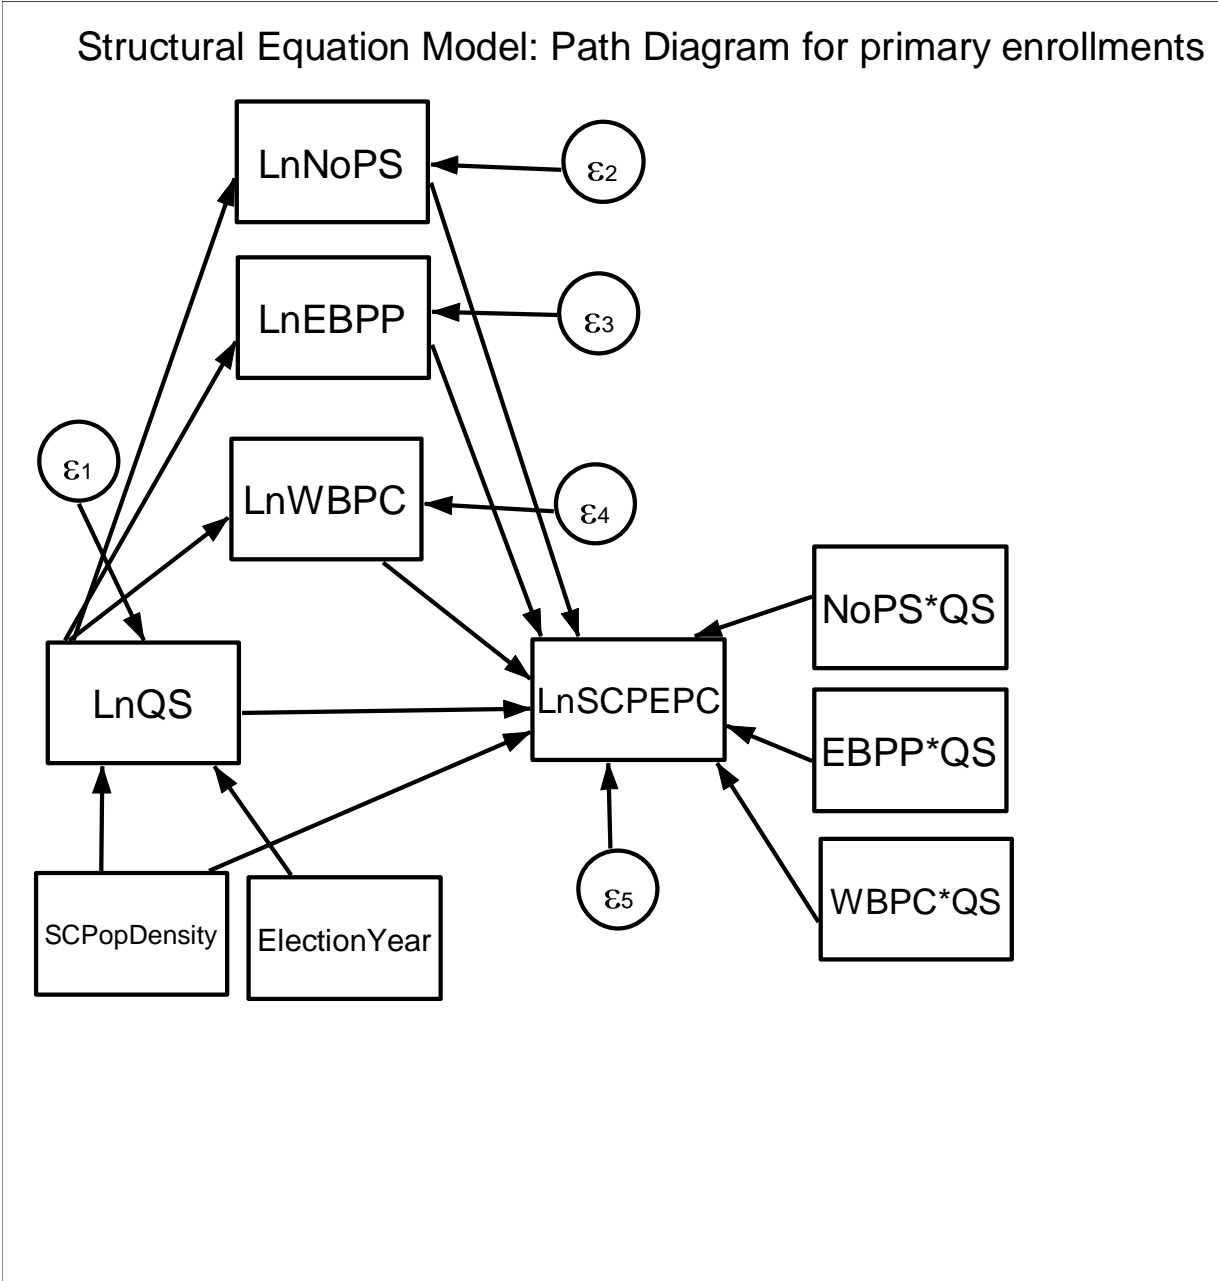 Structural Equation Model: Path Diagram for primary enrollments
LnNoPS
ε2
LnEBPP
ε3
ε1
LnWBPC
ε4
NoPS*QS
LnQS
LnSCPEPC
EBPP*QS
ε5
WBPC*QS
SCPopDensity
ElectionYear